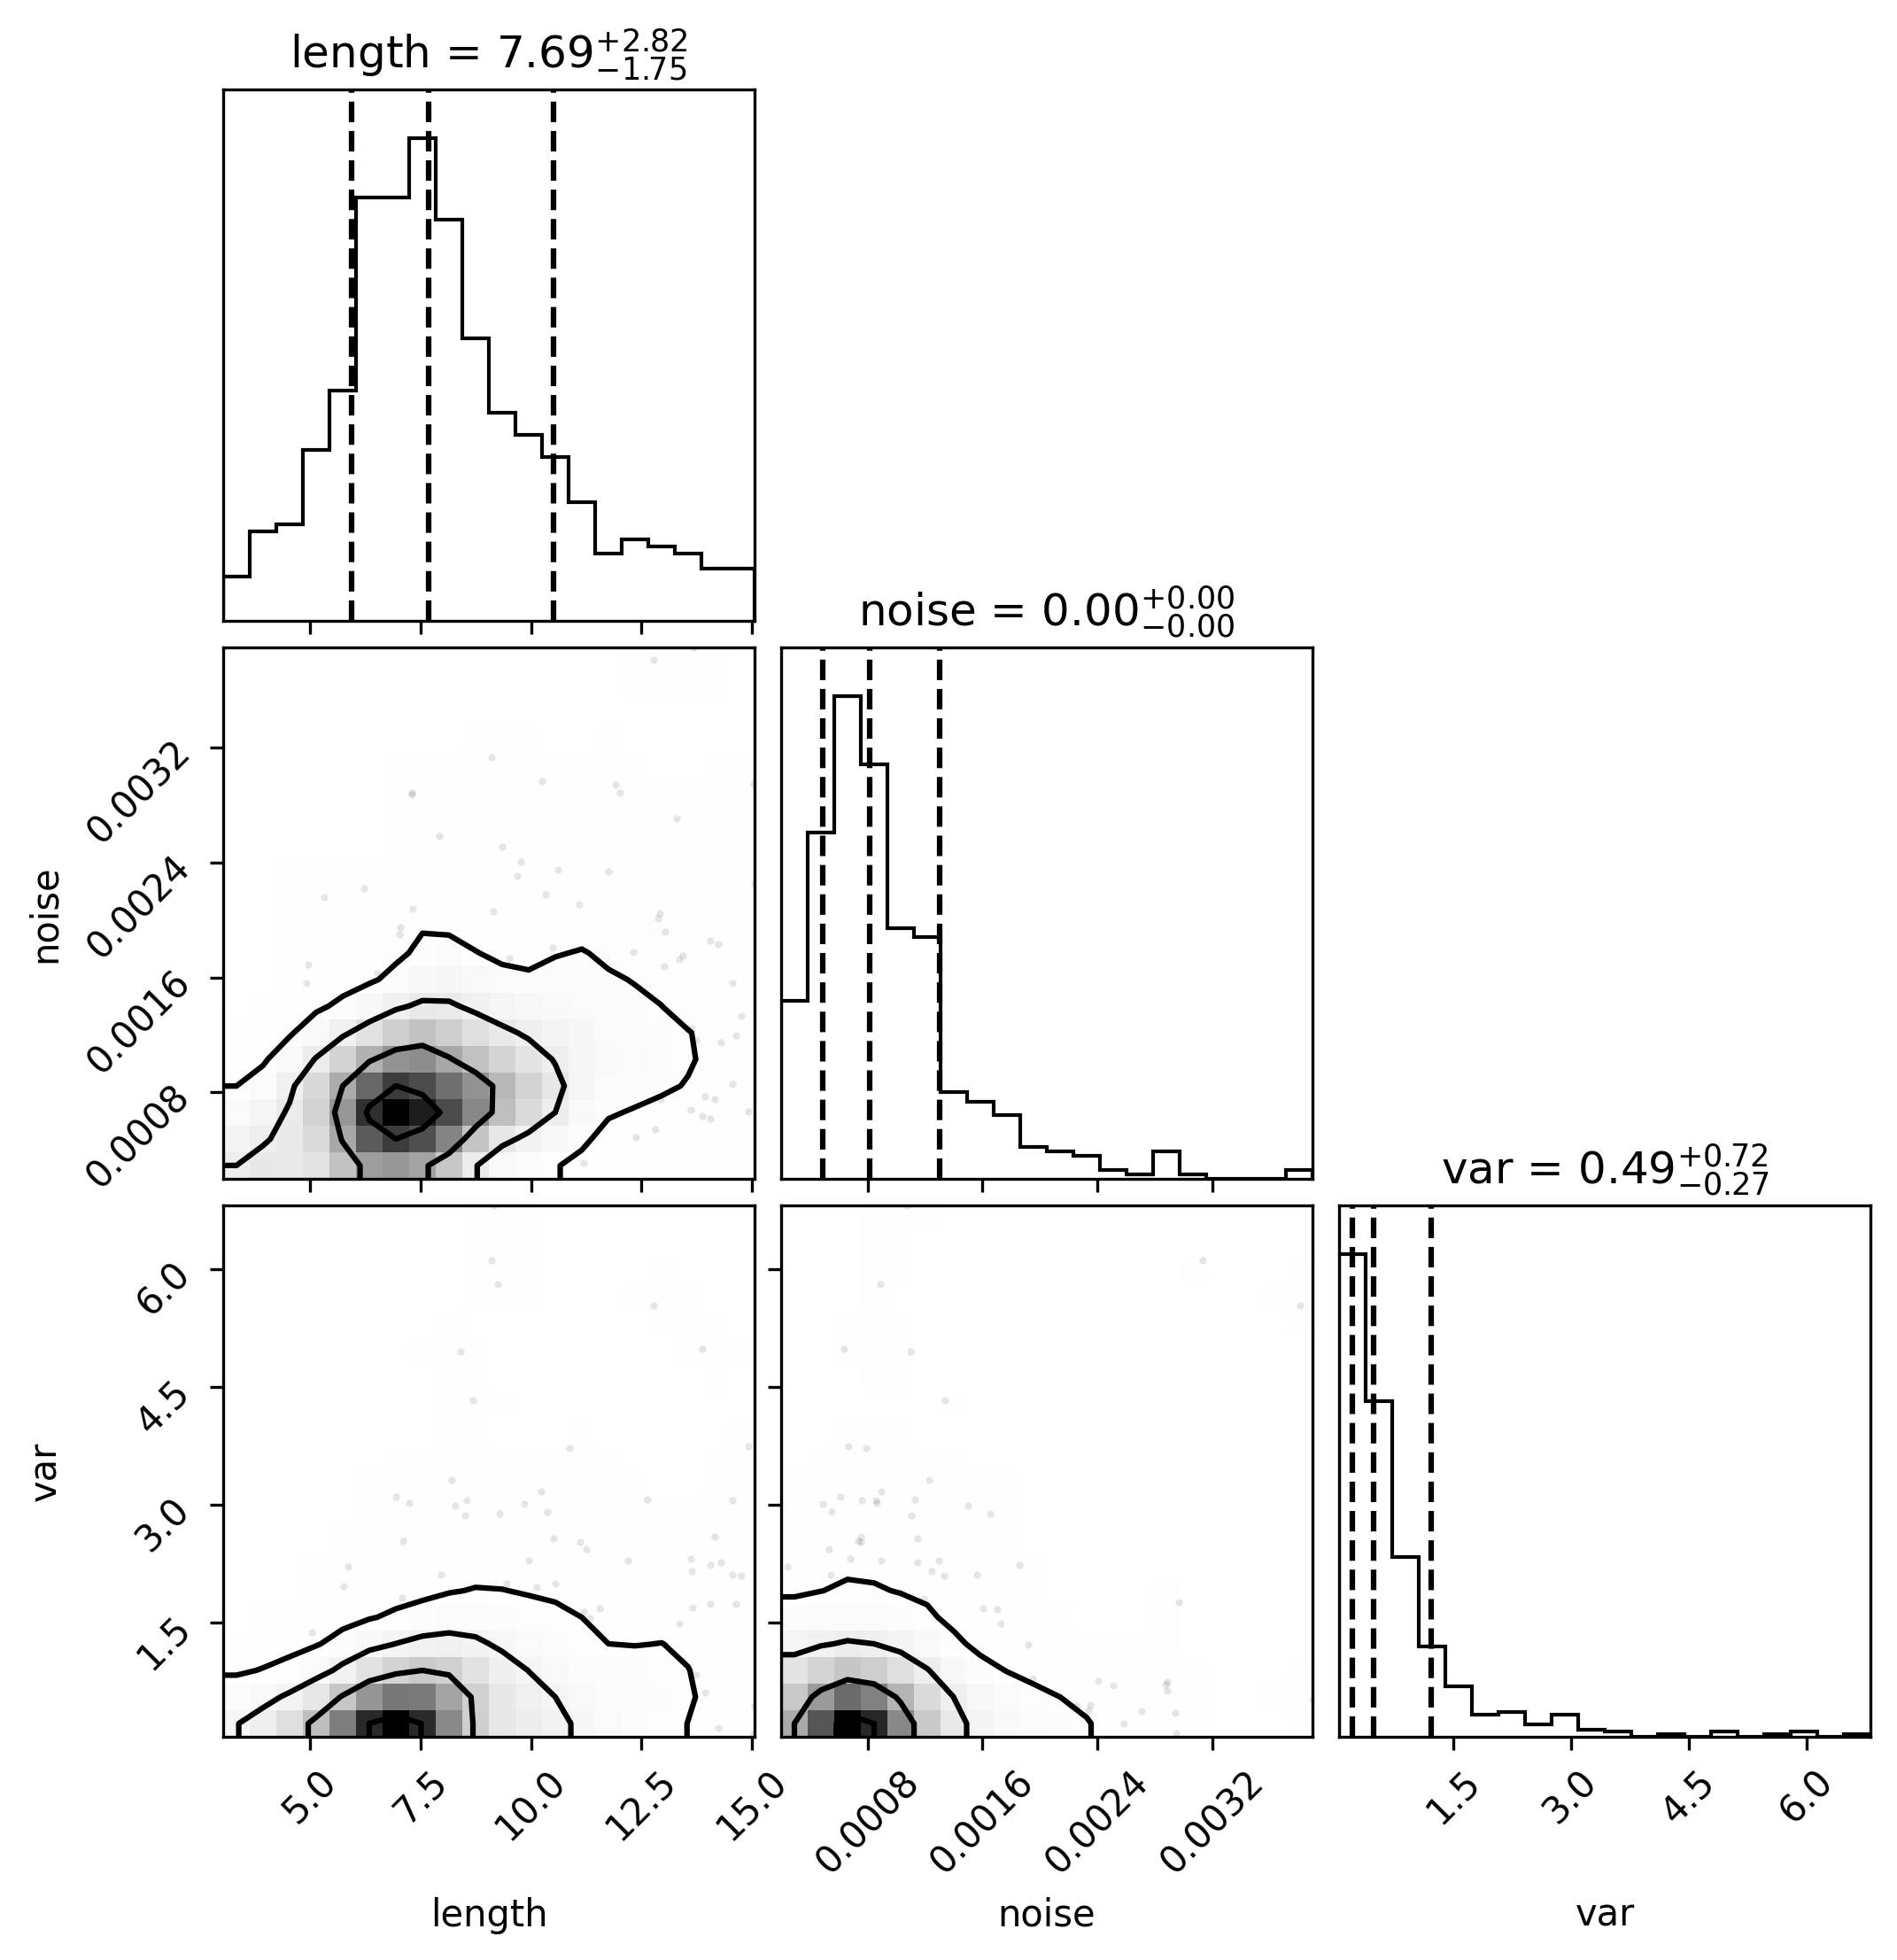 length = 7.69+2.82−1.75
noise = 0.00+0.00−0.00
0.0032
0.0024
0.0016
0.0008
noise
var = 0.49+0.72−0.27
6.0
4.5
3.0
1.5
var
5.0 7.5 10.0 12.5 15.0
0.0008 0.0016 0.0024 0.0032
1.5 3.0 4.5 6.0
length noise var